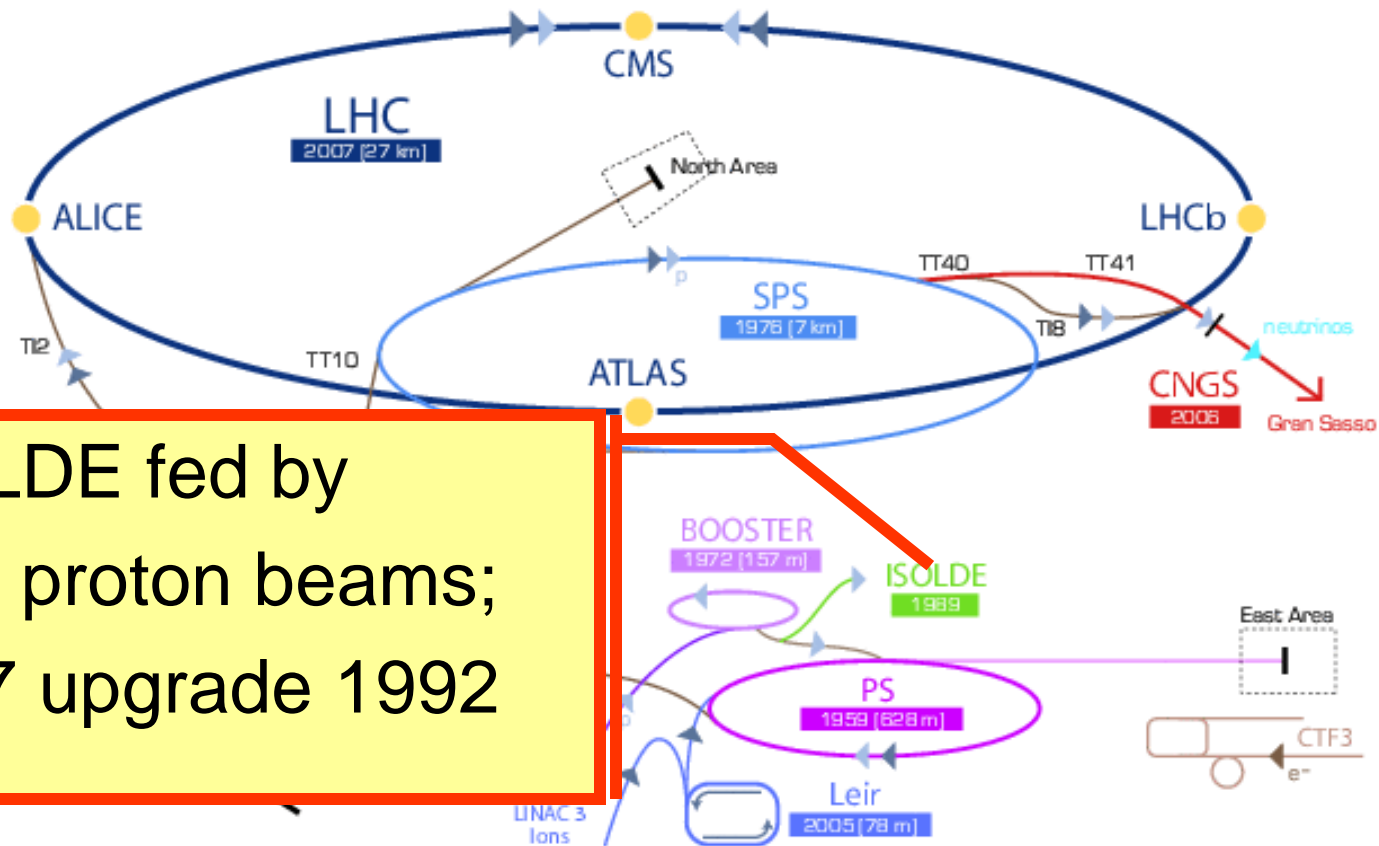 CMS
LHC
2007 [27 km]
North Area
ALICE
LHCb
TT40
TT41
p
SPS
1976 [7 km]
TI8
neutrinos
TI2
TT10
ATLAS
CNGS
2006
Gran Sasso
LDE fed by
proton beams;
7 upgrade 1992
BOOSTER
1972 [157 m]
ISOLDE
1989
East Area
PS
1959 [628 m]
CTF3
e-
LINAC 3
Ions
Leir
2005 [78 m]